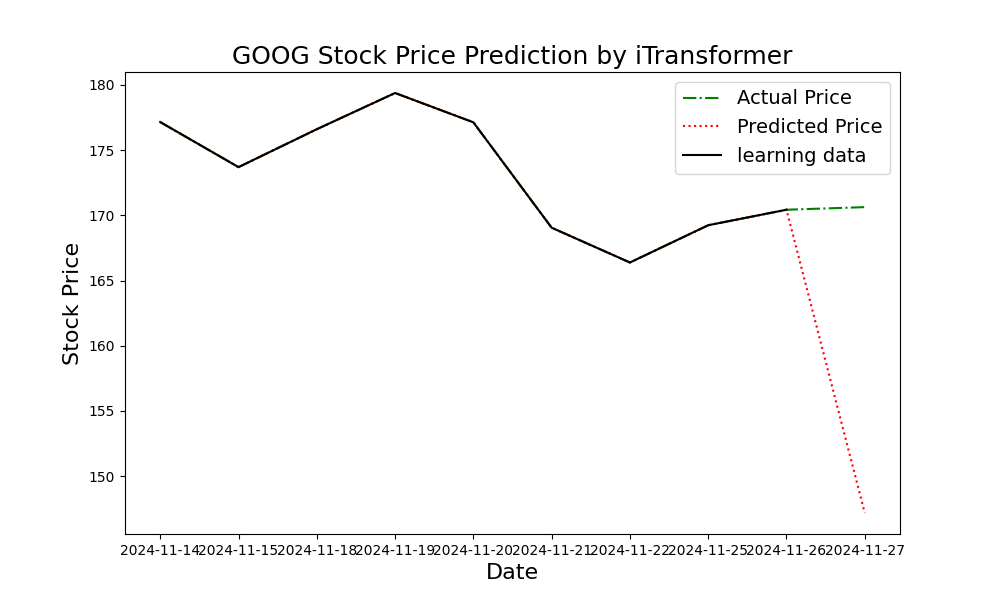 GOOG Stock Price Prediction by iTransformer
Actual Price
Predicted Price
learning data
180
175
170
165
160
155
150
Stock Price
2024-11-14 2024-11-15 2024-11-18 2024-11-19 2024-11-20 2024-11-21 2024-11-22 2024-11-25 2024-11-26 2024-11-27
Date